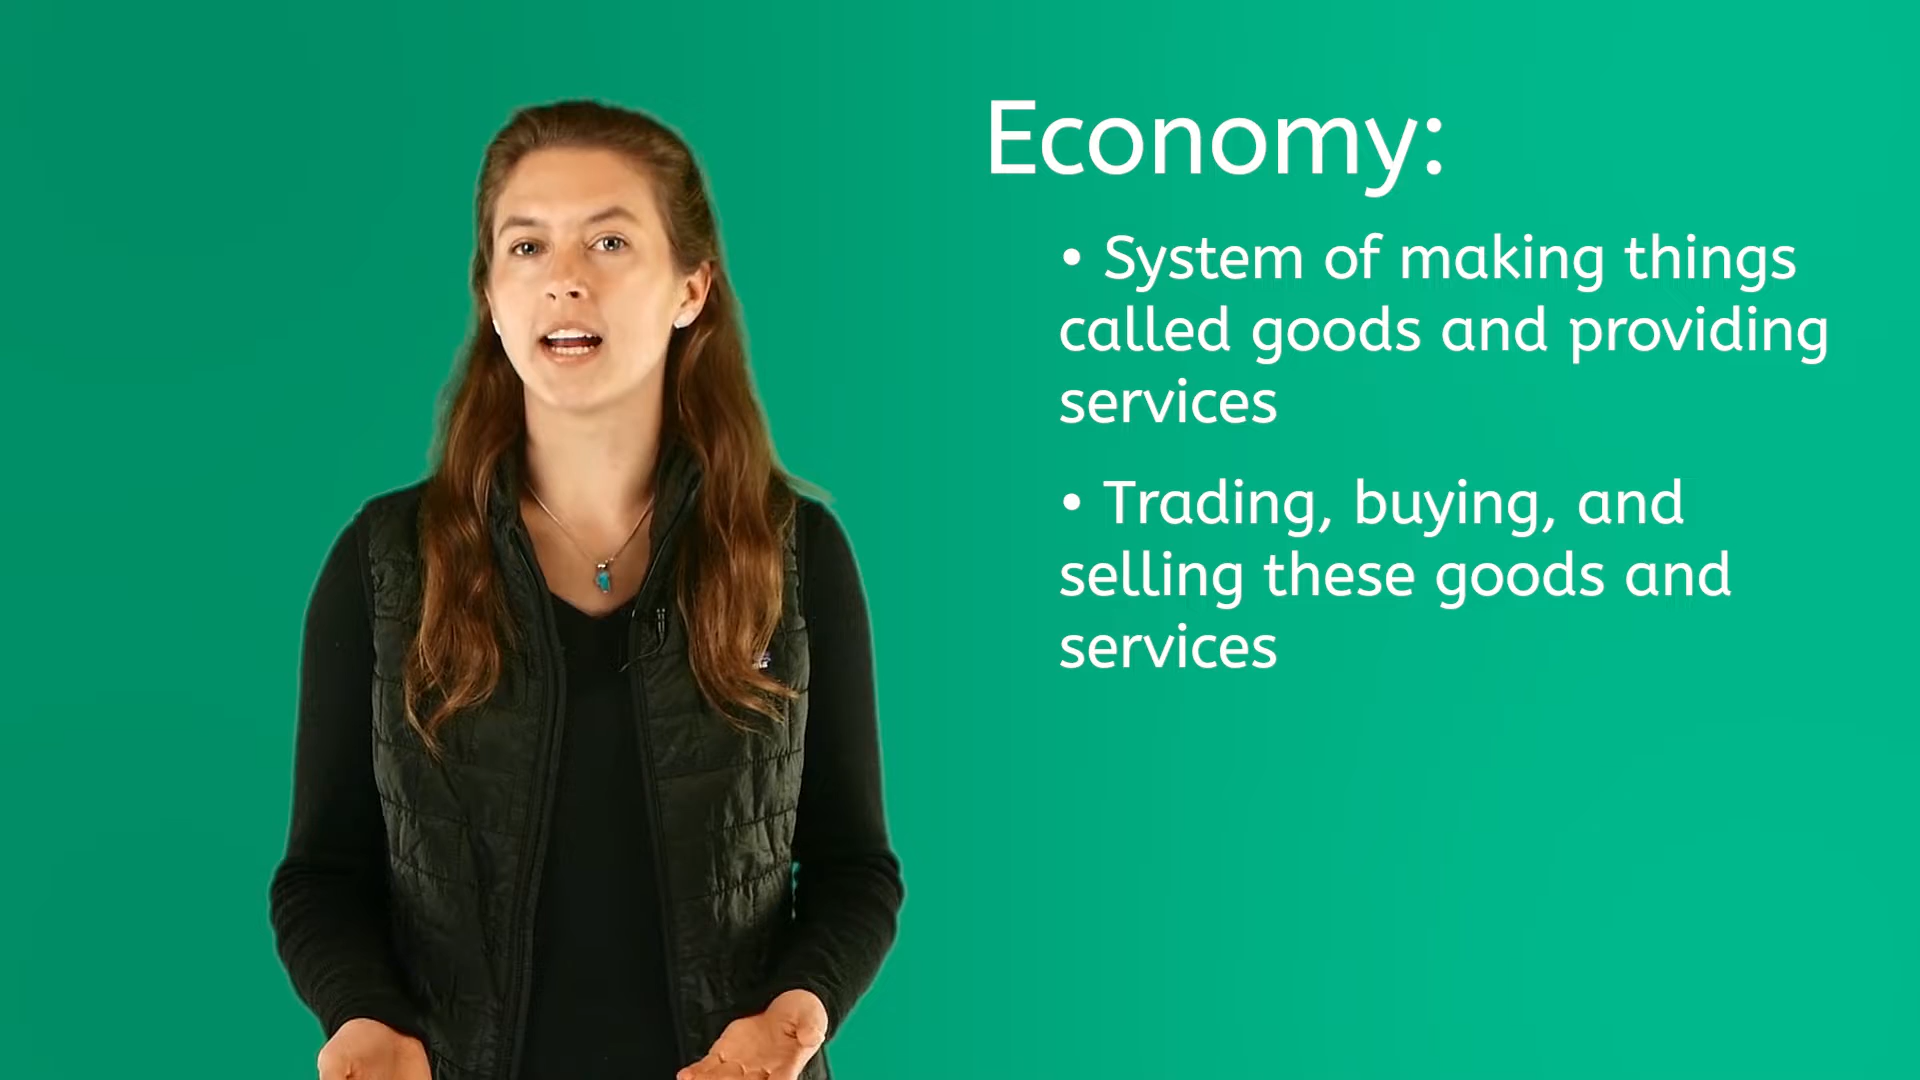 Economy:
• System of making things
called goods and providing
services
• Trading, buying, and
selling these goods and
services